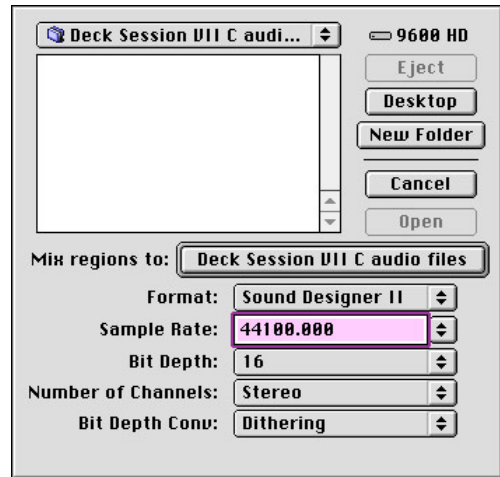 Deck Session VII C audi...
9600 HD
Eject
Desktop
New Folder
Cancel
Open
Mix regions to: Deck Session VII C audio files
Format: Sound Designer II
Sample Rate: 44100.000
Bit Depth: 16
Number of Channels: Stereo
Bit Depth Conv: Dithering